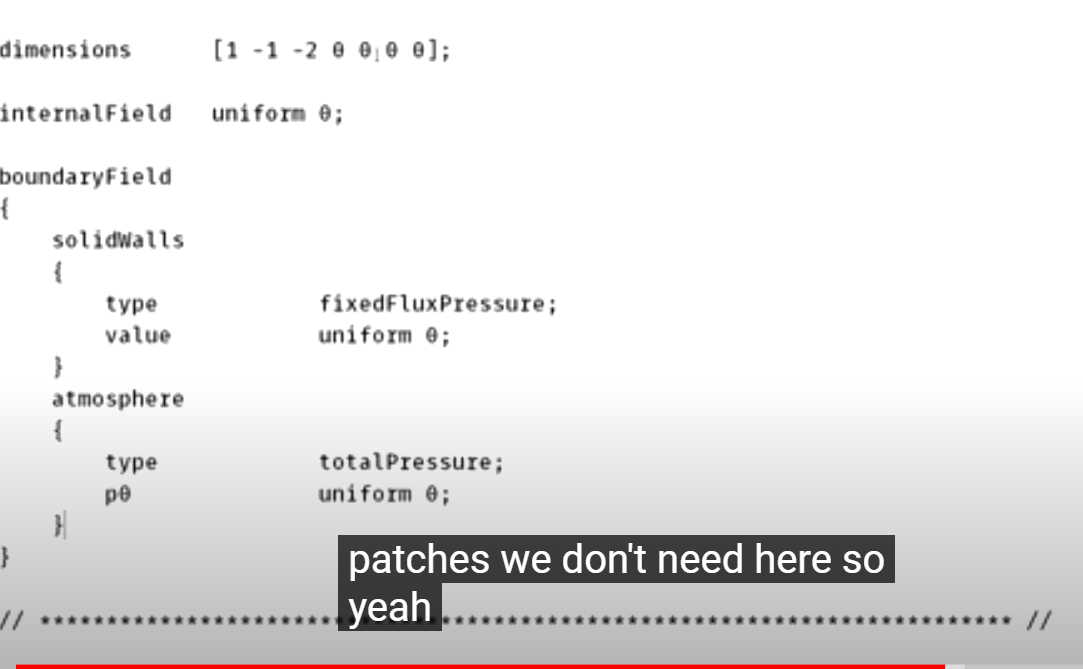 dimensions [1 -1 -2 0 0 0 0];
internalField uniform 0;
boundaryField
{
solidWalls
{
type fixedFluxPressure;
value uniform 0;
}
atmosphere
{
type totalPressure;
p0 uniform 0;
}
}
patches we don't need here so
yeah
// ************************************************************************* //